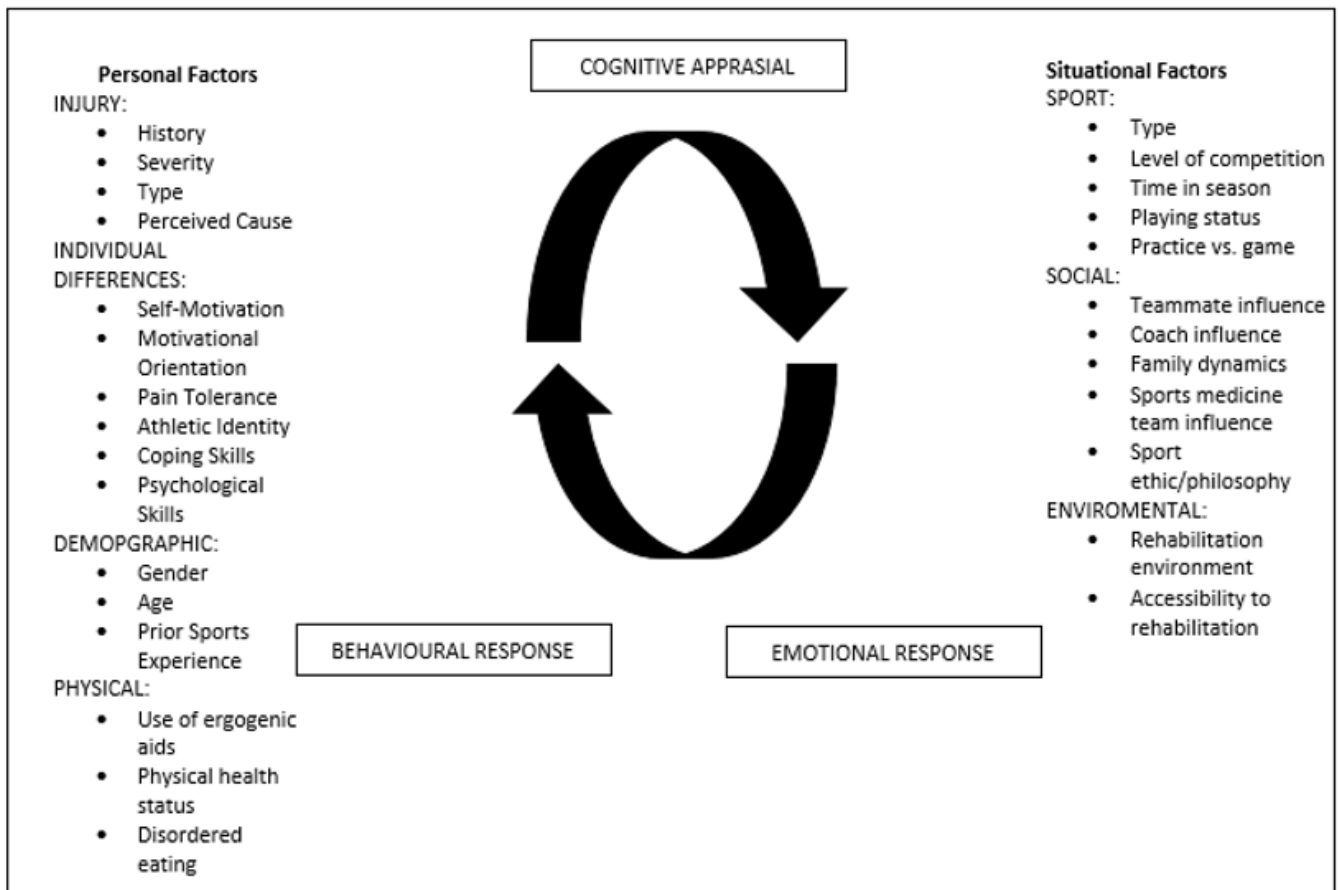 Personal Factors
INJURY:
• History
• Severity
• Type
• Perceived Cause
INDIVIDUAL
DIFFERENCES:
• Self-Motivation
• Motivational
Orientation
• Pain Tolerance
• Athletic Identity
• Coping Skills
• Psychological
Skills
DEMOPGRAPHIC:
• Gender
• Age
• Prior Sports
Experience
PHYSICAL:
• Use of ergogenic
aids
• Physical health
status
• Disordered
eating
COGNITIVE APPRASIAL
BEHAVIOURAL RESPONSE
EMOTIONAL RESPONSE
Situational Factors
SPORT:
• Type
• Level of competition
• Time in season
• Playing status
• Practice vs. game
SOCIAL:
• Teammate influence
• Coach influence
• Family dynamics
• Sports medicine
team influence
• Sport
ethic/philosophy
ENVIROMENTAL:
• Rehabilitation
environment
• Accessibility to
rehabilitation